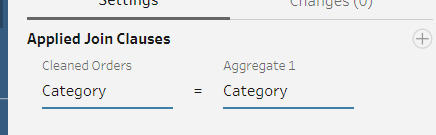 Settings Changes (0)
Applied Join Clauses
Cleaned Orders Aggregate 1
Category = Category